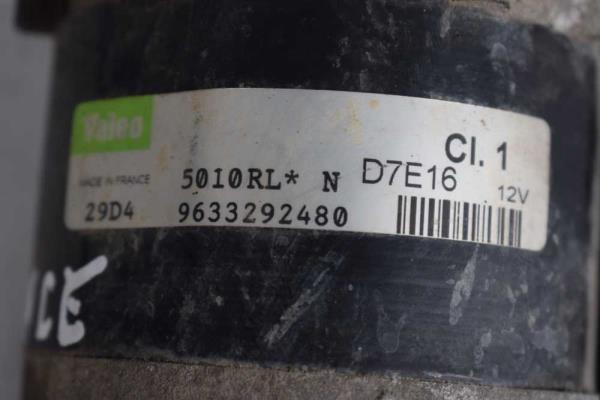 Valeo
Cl. 1
MADE IN FRANCE
5010RL* N D7E16
12V
29D4 9633292480